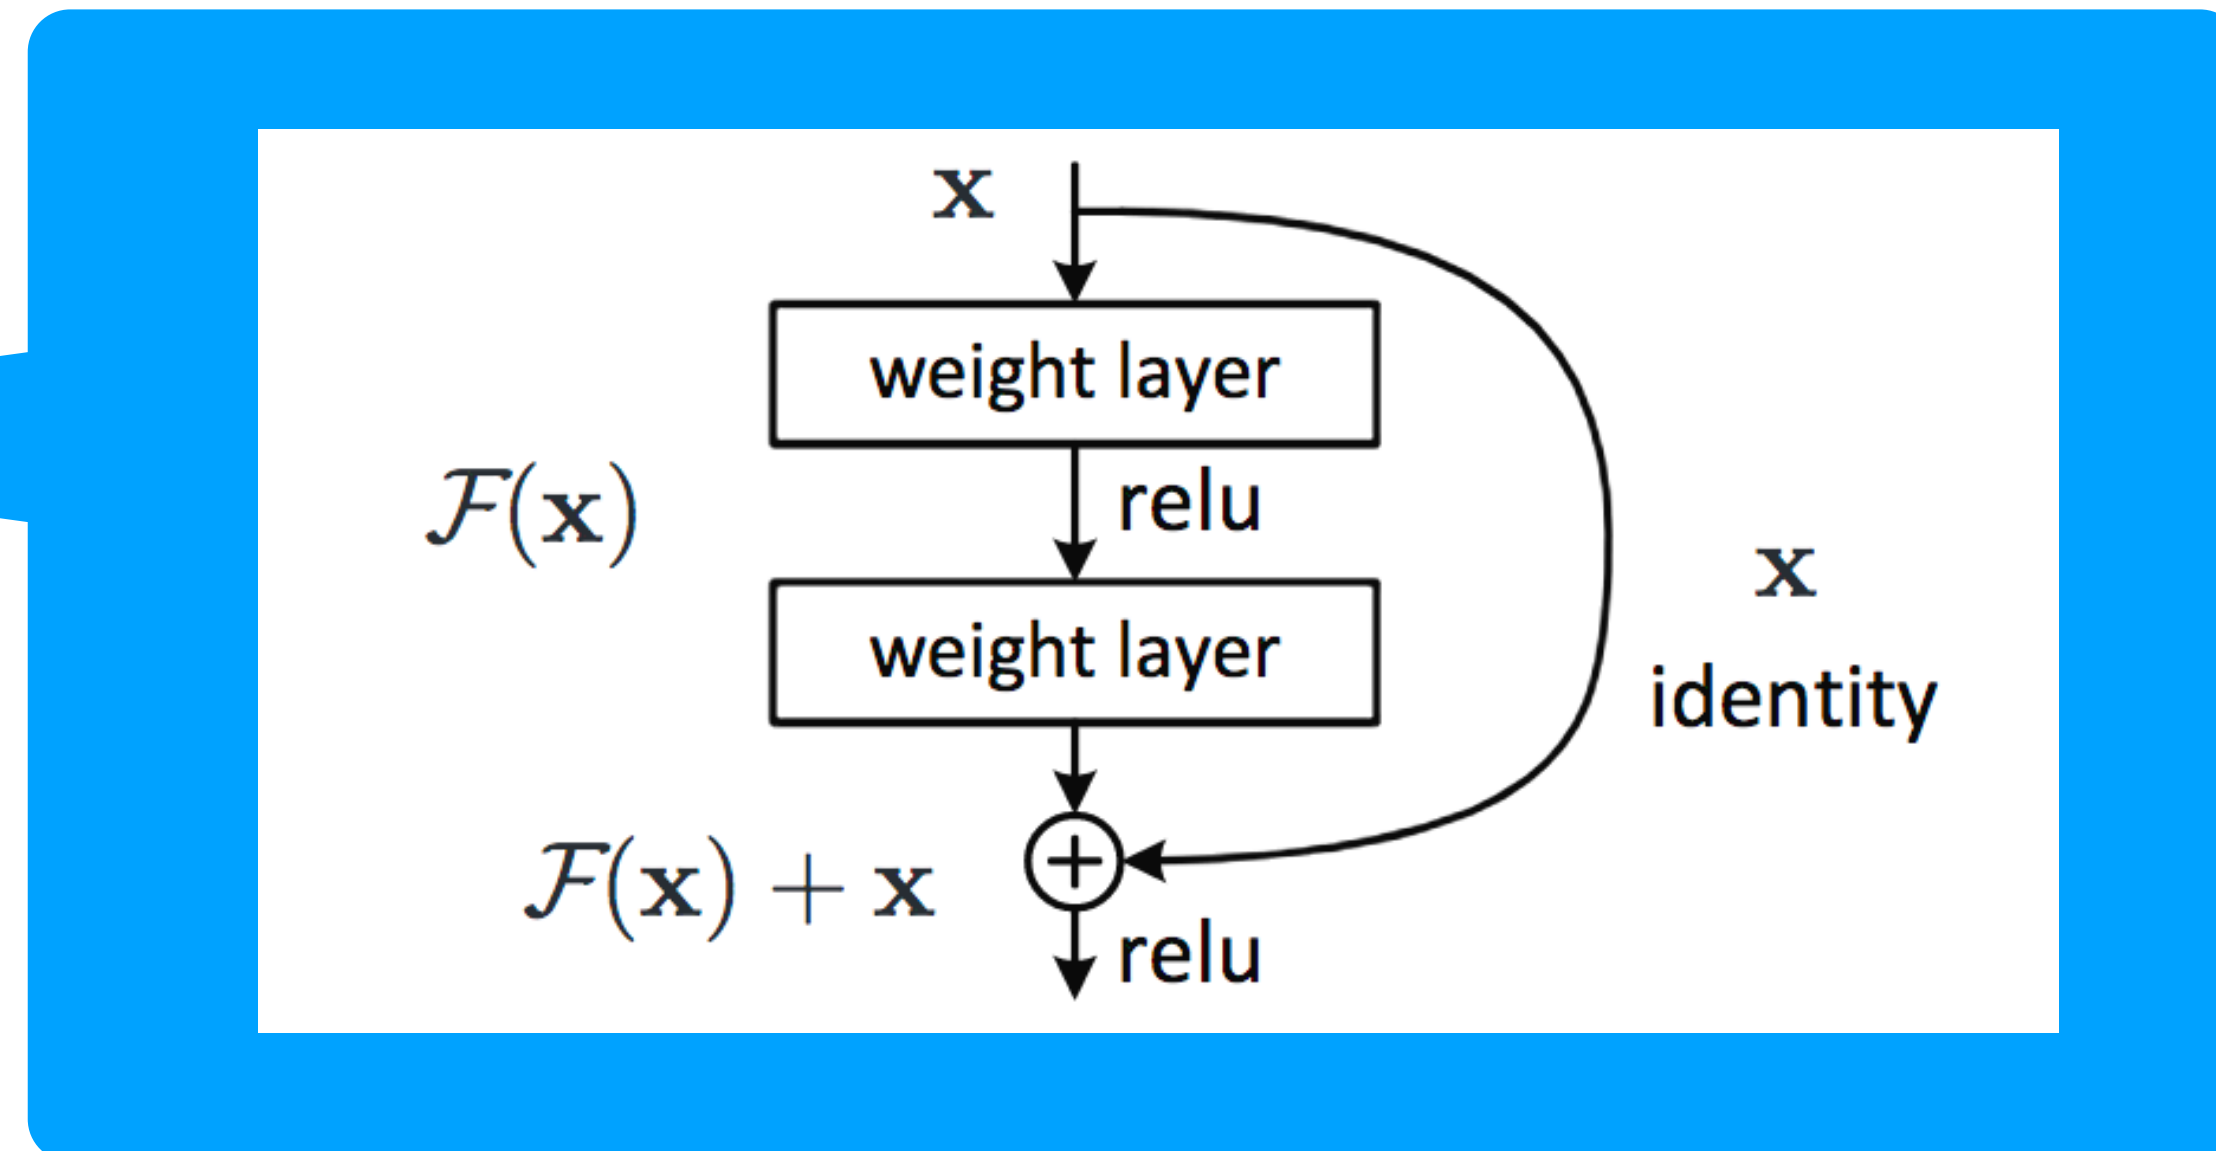 x
weight layer
relu
F(x)
weight layer
x
identity
F(x) + x
relu